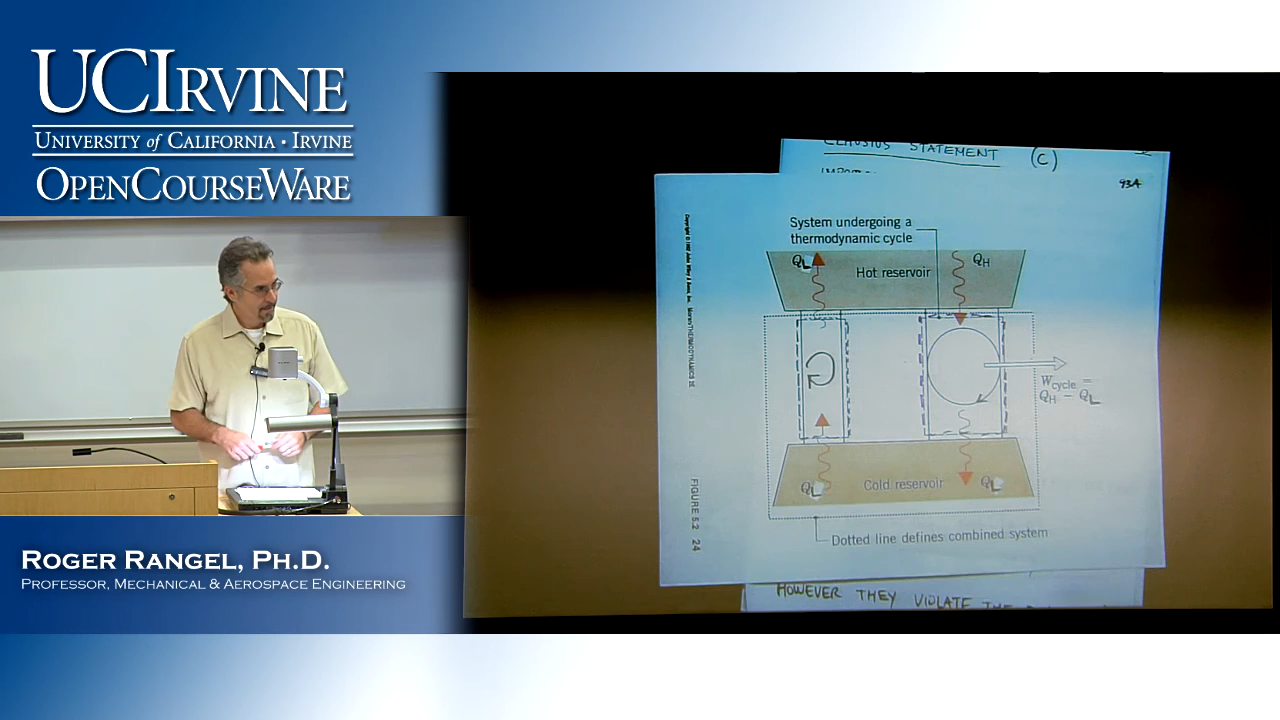 UCIRVINE
UNIVERSITY of CALIFORNIA · IRVINE
OPENCOURSEWARE
ROGER RANGEL, PH.D.
PROFESSOR, MECHANICAL & AEROSPACE ENGINEERING
CLAUSIUS STATEMENT (C)
93A
System undergoing a
thermodynamic cycle
QL
Hot reservoir
QH
Wcycle =
QH – QL
QL
Cold reservoir
QL
Dotted line defines combined system
FIGURE 5.2 24
HOWEVER THEY VIOLATE THE